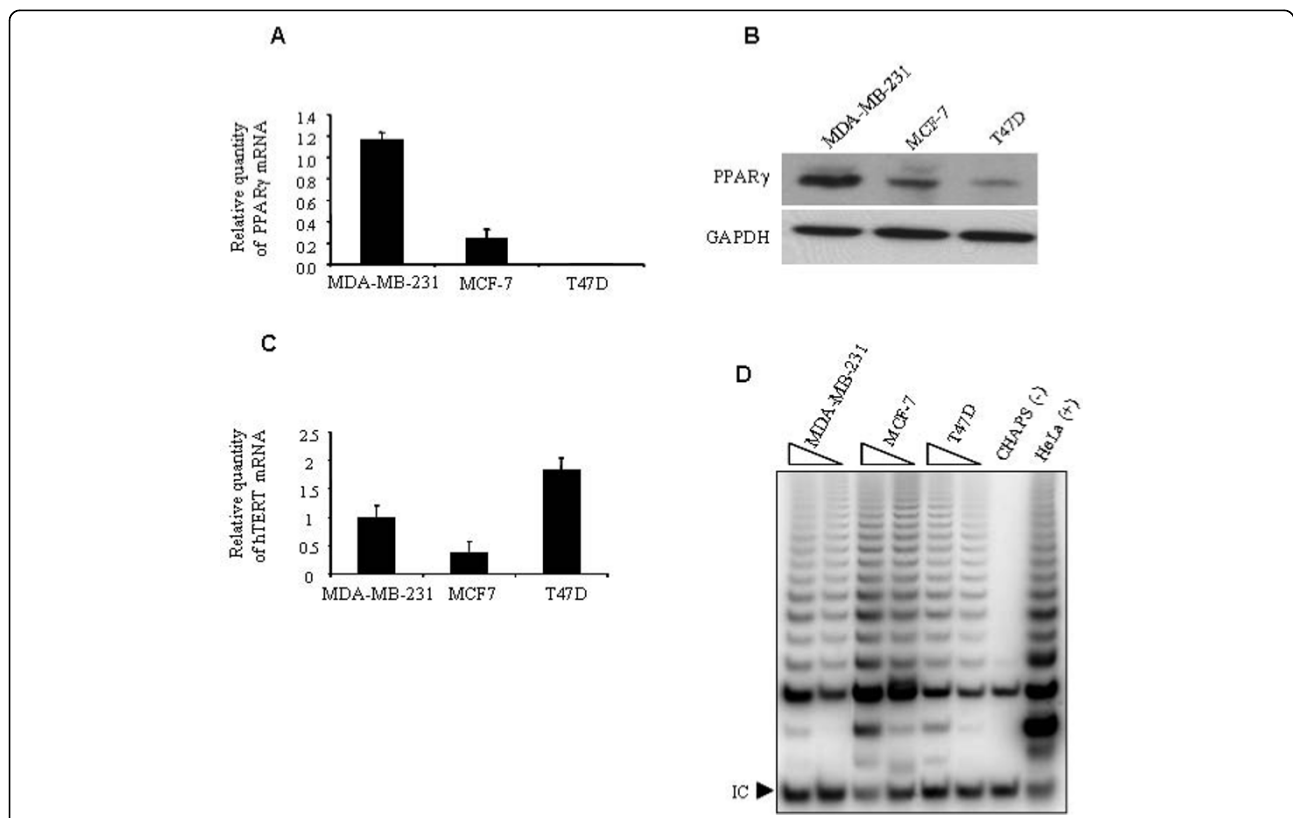 A
Relative quantity
of PPARγ mRNA
1.4
1.2
1.0
0.8
0.6
0.4
0.2
0.0
MDA-MB-231 MCF-7 T47D
B
MDA-MB-231 MCF-7 T47D
PPARγ
GAPDH
C
Relative quantity
of hTERT mRNA
2.5
2
1.5
1
0.5
0
MDA-MB-231 MCF7 T47D
D
MDA-MB-231 MCF-7 T47D CHAPS (-) HeLa (+)
IC